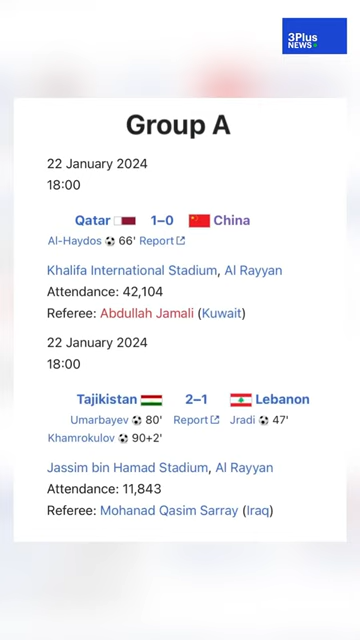 3Plus
NEWS
Group A
22 January 2024
18:00
Qatar 1–0 China
Al-Haydos 66' Report
Khalifa International Stadium, Al Rayyan
Attendance: 42,104
Referee: Abdullah Jamali (Kuwait)
22 January 2024
18:00
Tajikistan 2–1 Lebanon
Umarbayev 80' Report Jradi 47'
Khamrokulov 90+2'
Jassim bin Hamad Stadium, Al Rayyan
Attendance: 11,843
Referee: Mohanad Qasim Sarray (Iraq)